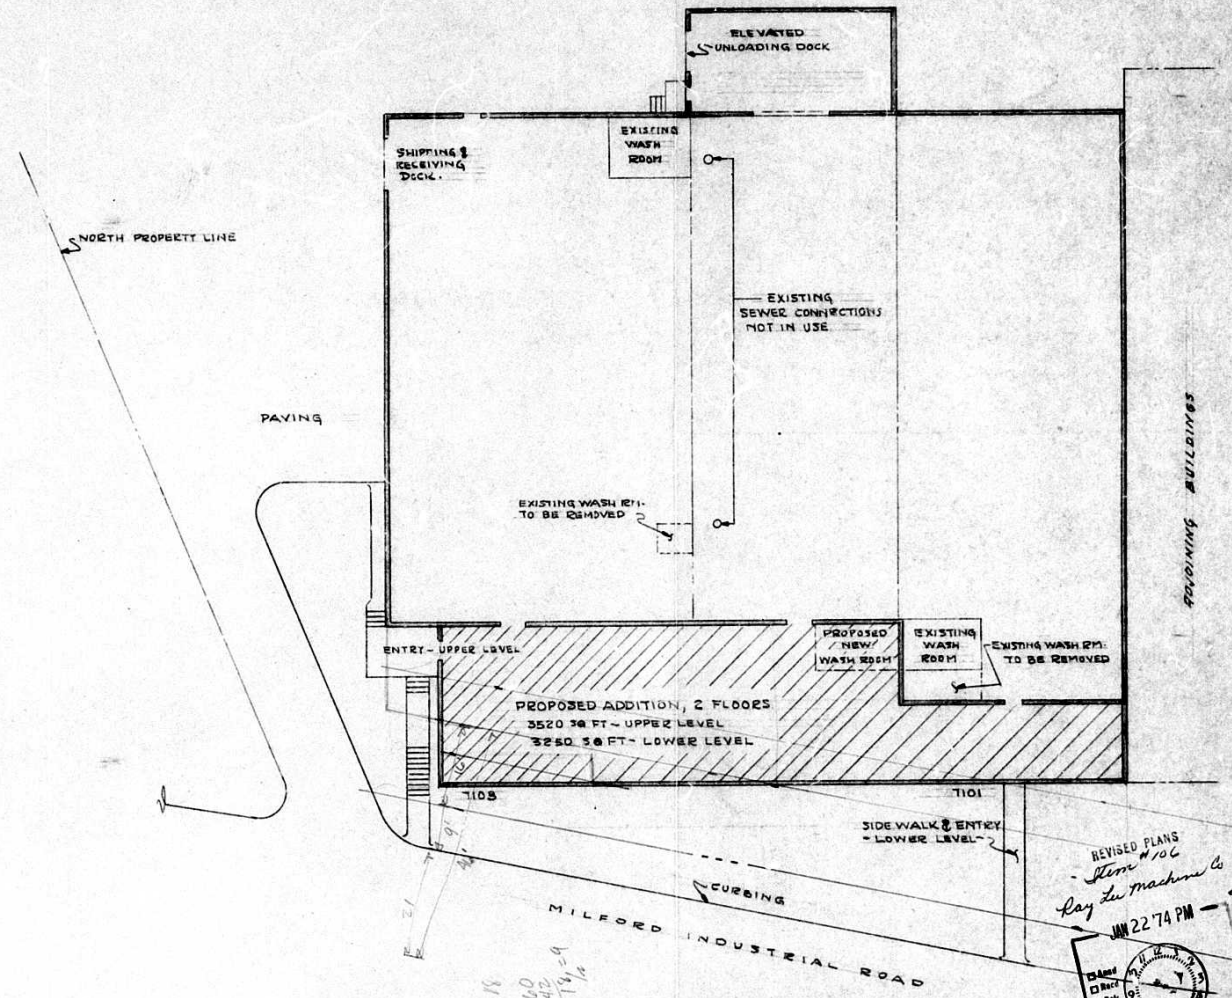 ELEVATED
UNLOADING DOCK
EXISTING
WASH
ROOM
SHIPPING &
RECEIVING
DOCK.
NORTH PROPERTY LINE
EXISTING
SEWER CONNECTIONS
NOT IN USE
PAVING
ADJOINING BUILDINGS
EXISTING WASH RM.
TO BE REMOVED
ENTRY - UPPER LEVEL
PROPOSED
NEW
WASH ROOM
EXISTING
WASH
ROOM
EXISTING WASH RM.
TO BE REMOVED
PROPOSED ADDITION, 2 FLOORS
3520 SQ FT - UPPER LEVEL
3250 SQ FT - LOWER LEVEL
7103
7101
SIDE WALK & ENTRY
- LOWER LEVEL -
CURBING
MILFORD INDUSTRIAL ROAD
REVISED PLANS
Item #106
Ray Lee Machine Co
JAN 22 '74 PM
9'
21
18